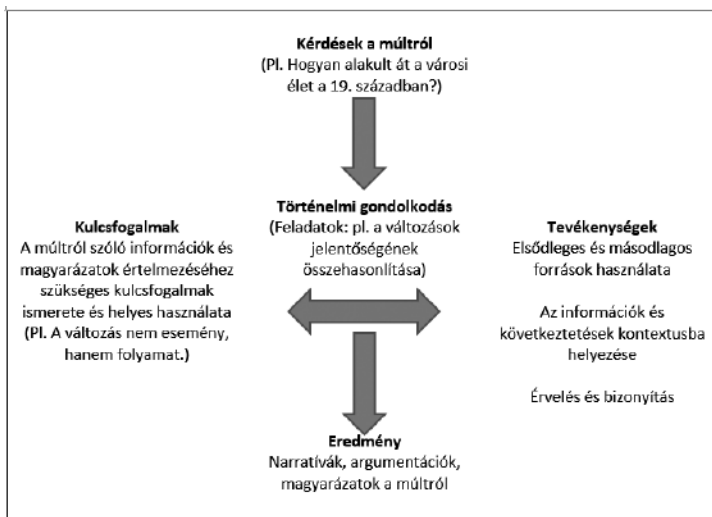 Kérdések a múltról
(Pl. Hogyan alakult át a városi
élet a 19. században?)
Történelmi gondolkodás
(Feladatok: pl. a változások
jelentőségének
összehasonlítása)
Kulcsfogalmak
A múltról szóló információk és
magyarázatok értelmezéséhez
szükséges kulcsfogalmak
ismerete és helyes használata
(Pl. A változás nem esemény,
hanem folyamat.)
Tevékenységek
Elsődleges és másodlagos
források használata
Az információk és
következtetések kontextusba
helyezése
Érvelés és bizonyítás
Eredmény
Narratívák, argumentációk,
magyarázatok a múltról